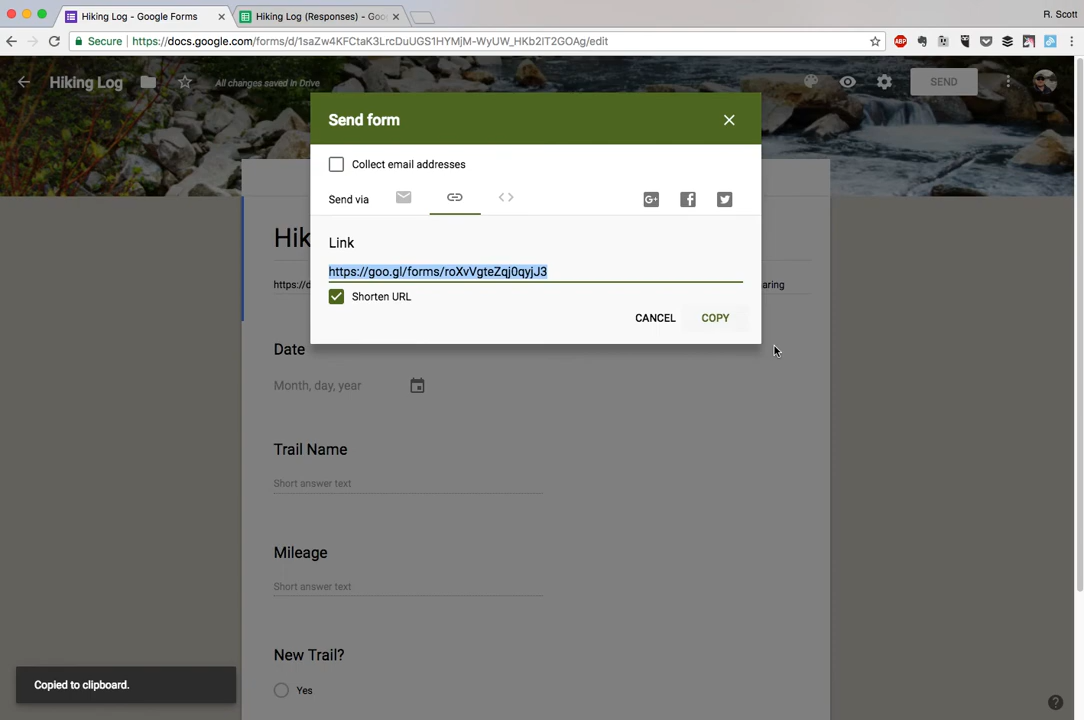 Hiking Log - Google Forms
Hiking Log (Responses) - Goo
R. Scott
Secure https://docs.google.com/forms/d/1saZw4KFCtaK3LrcDuUGS1HYMjM-WyUW_HKb2IT2GOAg/edit
Hiking Log
All changes saved in Drive
SEND
Send form
Collect email addresses
Send via
Link
https://goo.gl/forms/roXvVgteZqj0qyjJ3
Shorten URL
CANCEL COPY
Hik
https://d
aring
Date
Month, day, year
Trail Name
Short answer text
Mileage
Short answer text
New Trail?
Yes
Copied to clipboard.